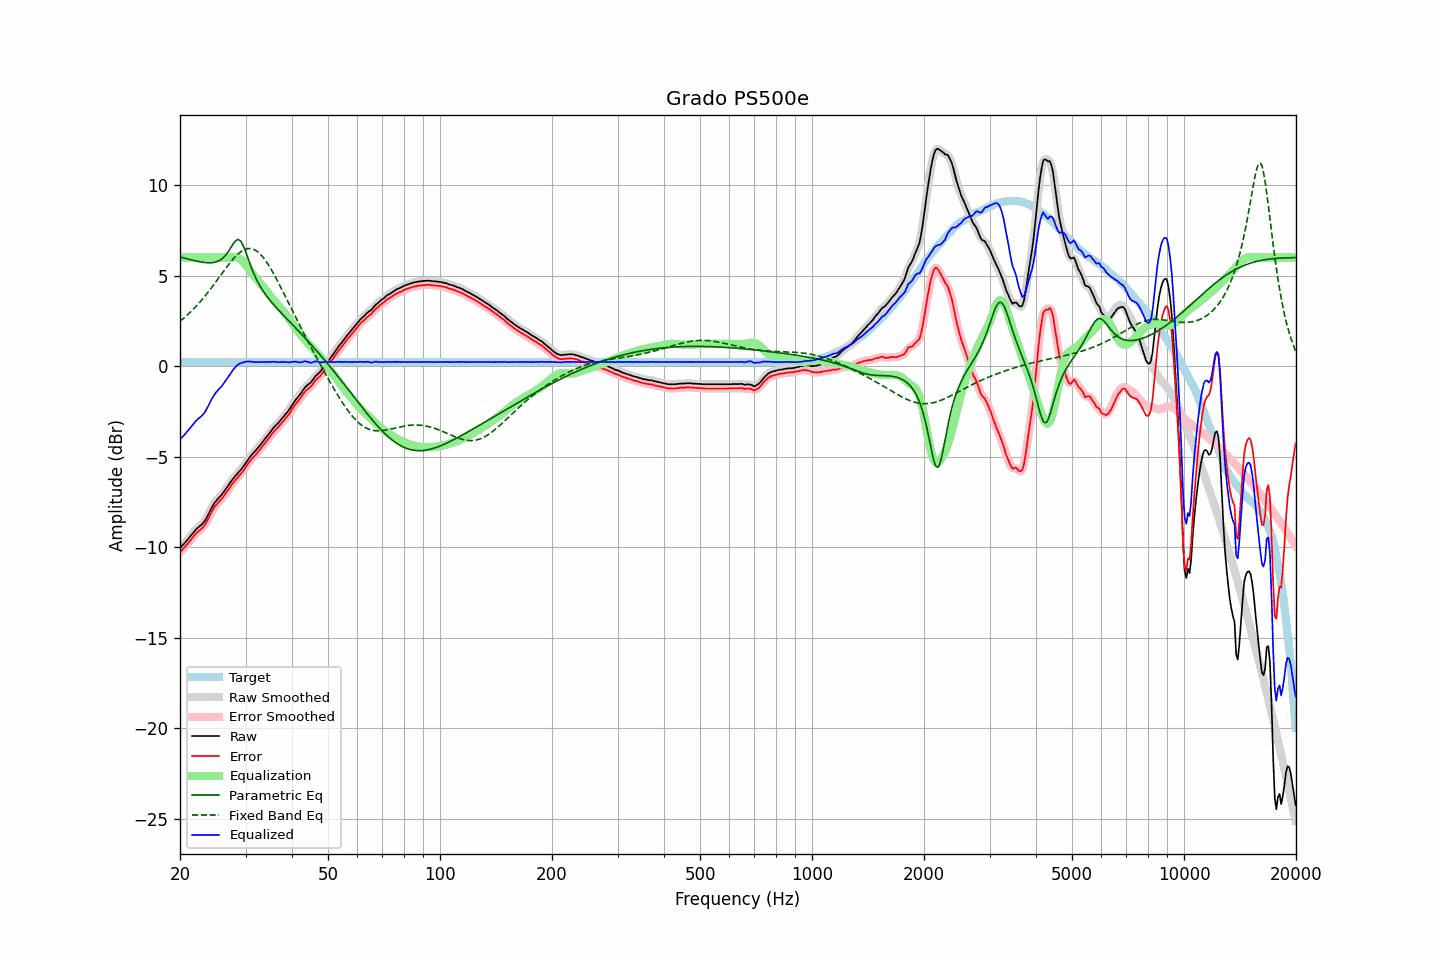 Grado PS500e
Amplitude (dBr)
10
5
0
−5
−10
−15
−20
−25
Target
Raw Smoothed
Error Smoothed
Raw
Error
Equalization
Parametric Eq
Fixed Band Eq
Equalized
20 50 100 200 500 1000 2000 5000 10000 20000
Frequency (Hz)